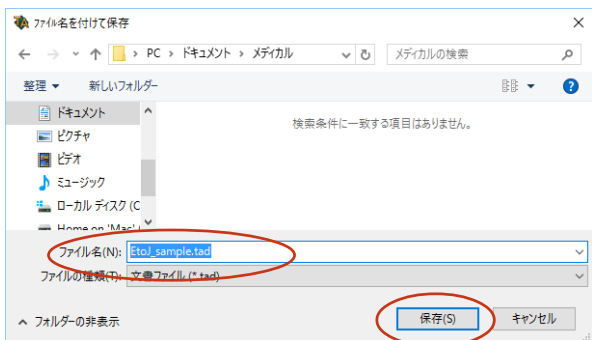 ファイル名を付けて保存
PC > ドキュメント > メディカル
メディカルの検索
整理
新しいフォルダー
ドキュメント
検索条件に一致する項目はありません。
ピクチャ
ビデオ
ミュージック
ローカル ディスク (C
Home on 'Mac' (
ファイル名(N): EtoJ_sample.tad
ファイルの種類(T): 文書ファイル (*.tad)
フォルダーの非表示
保存(S)
キャンセル